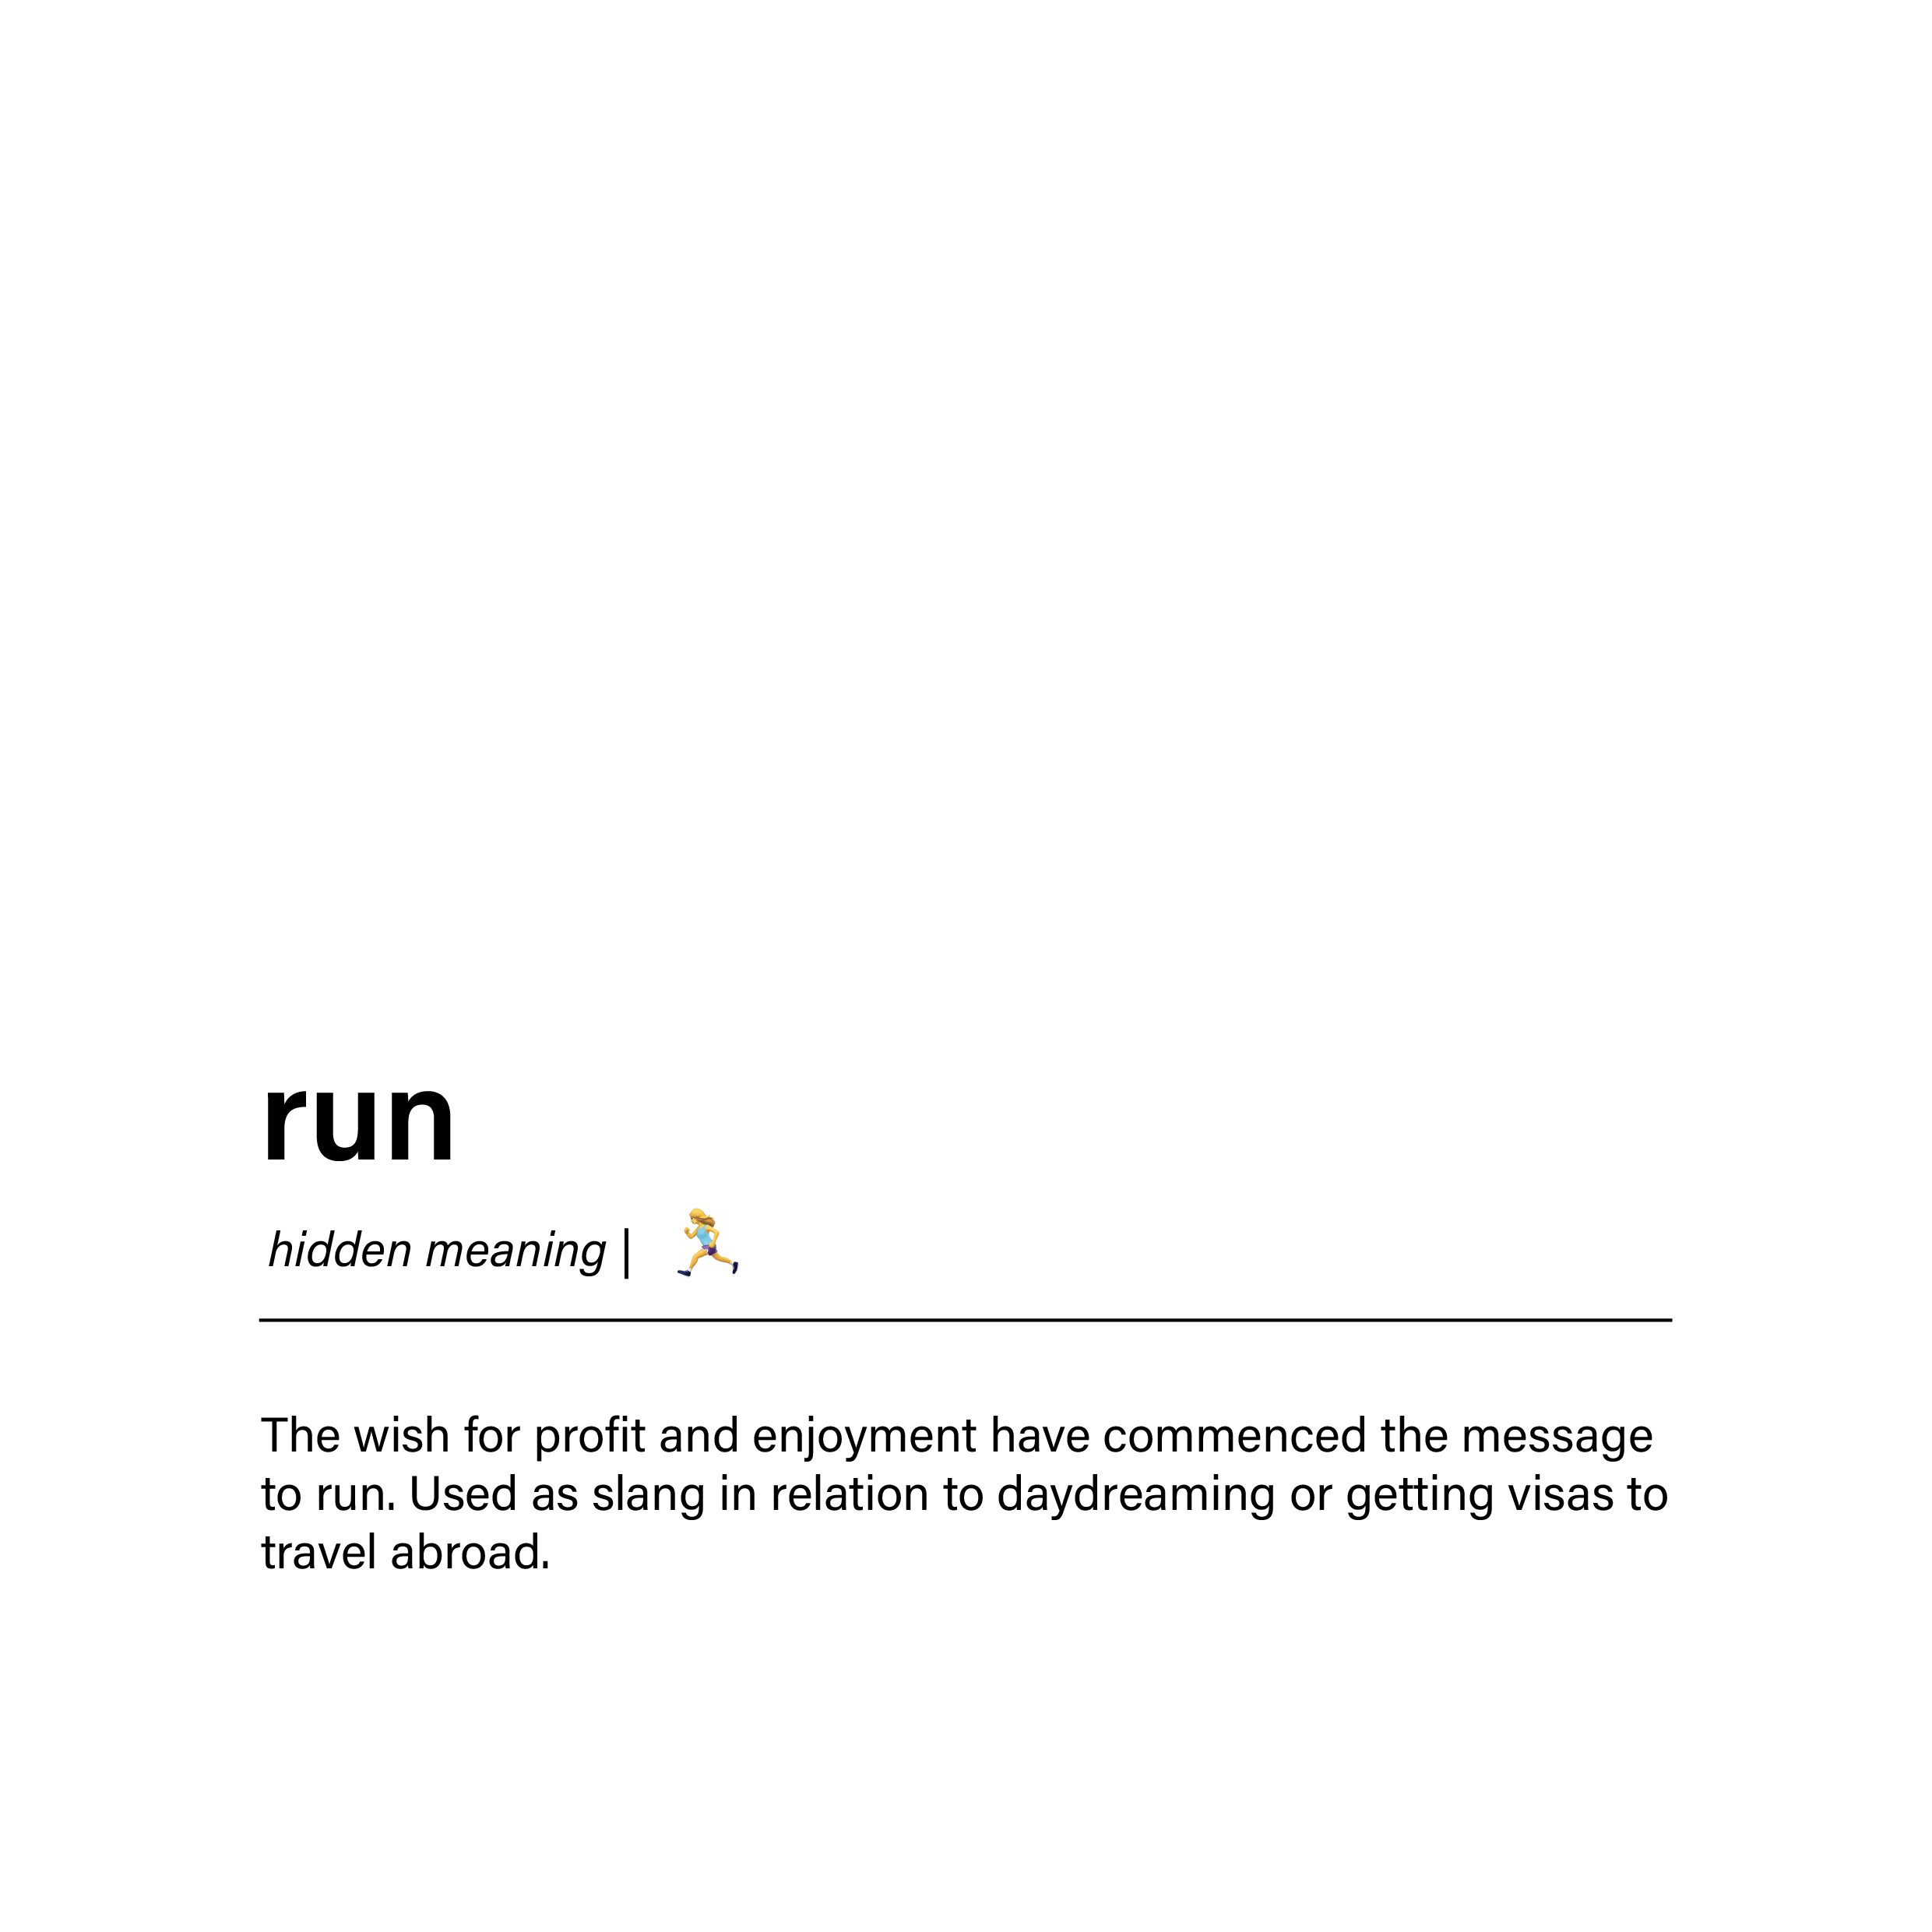 run
hidden meaning |
The wish for profit and enjoyment have commenced the message
to run. Used as slang in relation to daydreaming or getting visas to
travel abroad.